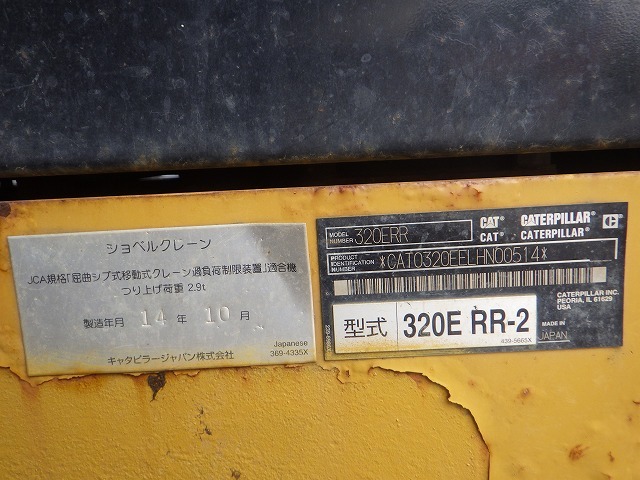 ショベルクレーン
JCA規格「屈曲ジブ式移動式クレーン過負荷制限装置」適合機
つり上げ荷重 2.9t
製造年月 14 年 10 月
キャタピラージャパン株式会社
Japanese
369-4335X
MODEL NUMBER 320ERR
CAT CATERPILLAR C
CAT® CATERPILLAR®
PRODUCT IDENTIFICATION NUMBER *CAT0320EFLHN00514*
CATERPILLAR INC.
PEORIA, IL 61629
USA
型式 320E RR-2
439-5665X
MADE IN
JAPAN